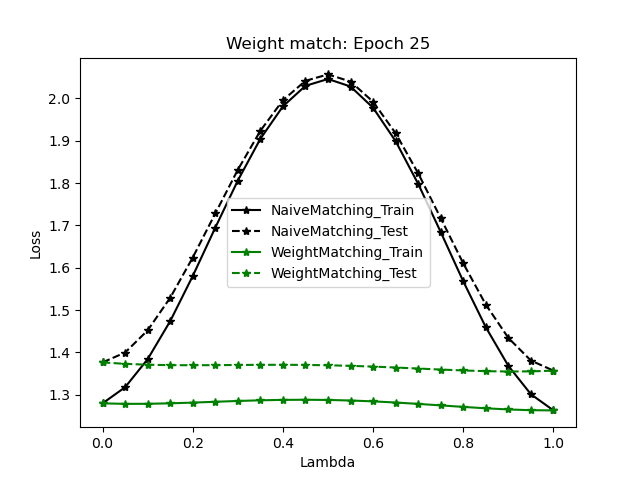 Weight match: Epoch 25
Loss
2.0
1.9
1.8
1.7
1.6
1.5
1.4
1.3
NaiveMatching_Train
NaiveMatching_Test
WeightMatching_Train
WeightMatching_Test
0.0 0.2 0.4 0.6 0.8 1.0
Lambda